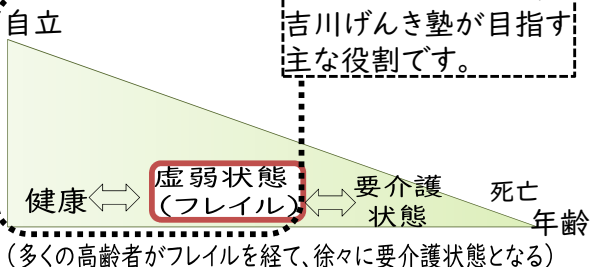 自立
吉川げんき塾が目指す
主な役割です。
健康
虚弱状態
（フレイル）
要介護
状態
死亡
年齢
（多くの高齢者がフレイルを経て、徐々に要介護状態となる）